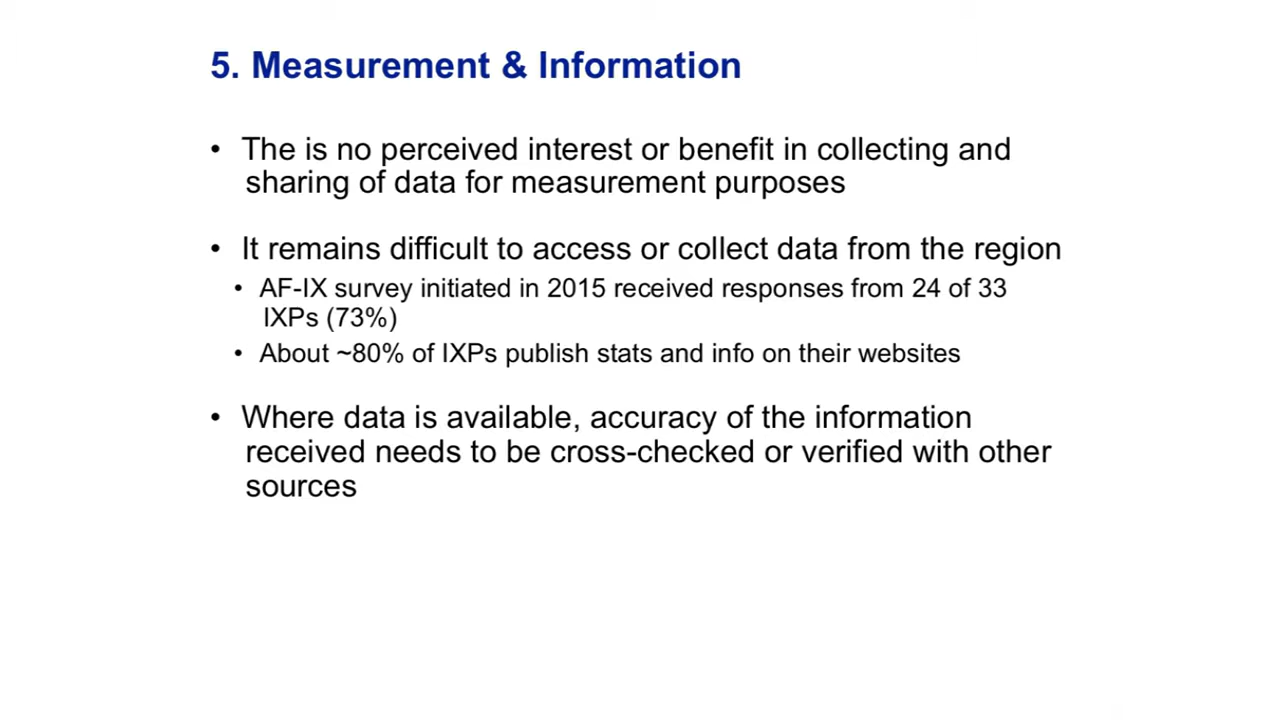 5. Measurement & Information
• The is no perceived interest or benefit in collecting and
sharing of data for measurement purposes
• It remains difficult to access or collect data from the region
• AF-IX survey initiated in 2015 received responses from 24 of 33
IXPs (73%)
• About ~80% of IXPs publish stats and info on their websites
• Where data is available, accuracy of the information
received needs to be cross-checked or verified with other
sources